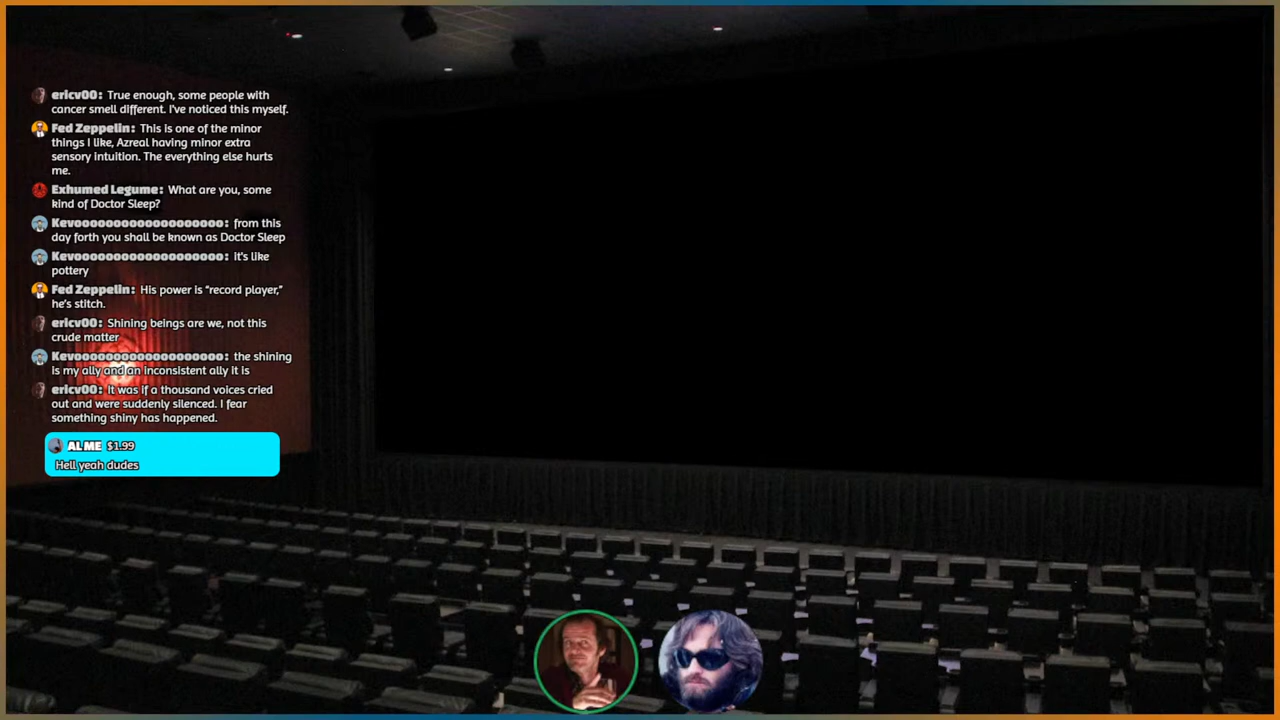 ericv00: True enough, some people with
cancer smell different. I've noticed this myself.
Fed Zeppelin: This is one of the minor
things I like, Azreal having minor extra
sensory intuition. The everything else hurts
me.
Exhumed Legume: What are you, some
kind of Doctor Sleep?
Kevooooooooooooooooooo: from this
day forth you shall be known as Doctor Sleep
Kevooooooooooooooooooo: it's like
pottery
Fed Zeppelin: His power is “record player,”
he's stitch.
ericv00: Shining beings are we, not this
crude matter
Kevooooooooooooooooooo: the shining
is my ally and an inconsistent ally it is
ericv00: It was if a thousand voices cried
out and were suddenly silenced. I fear
something shiny has happened.
AL ME $1.99
Hell yeah dudes